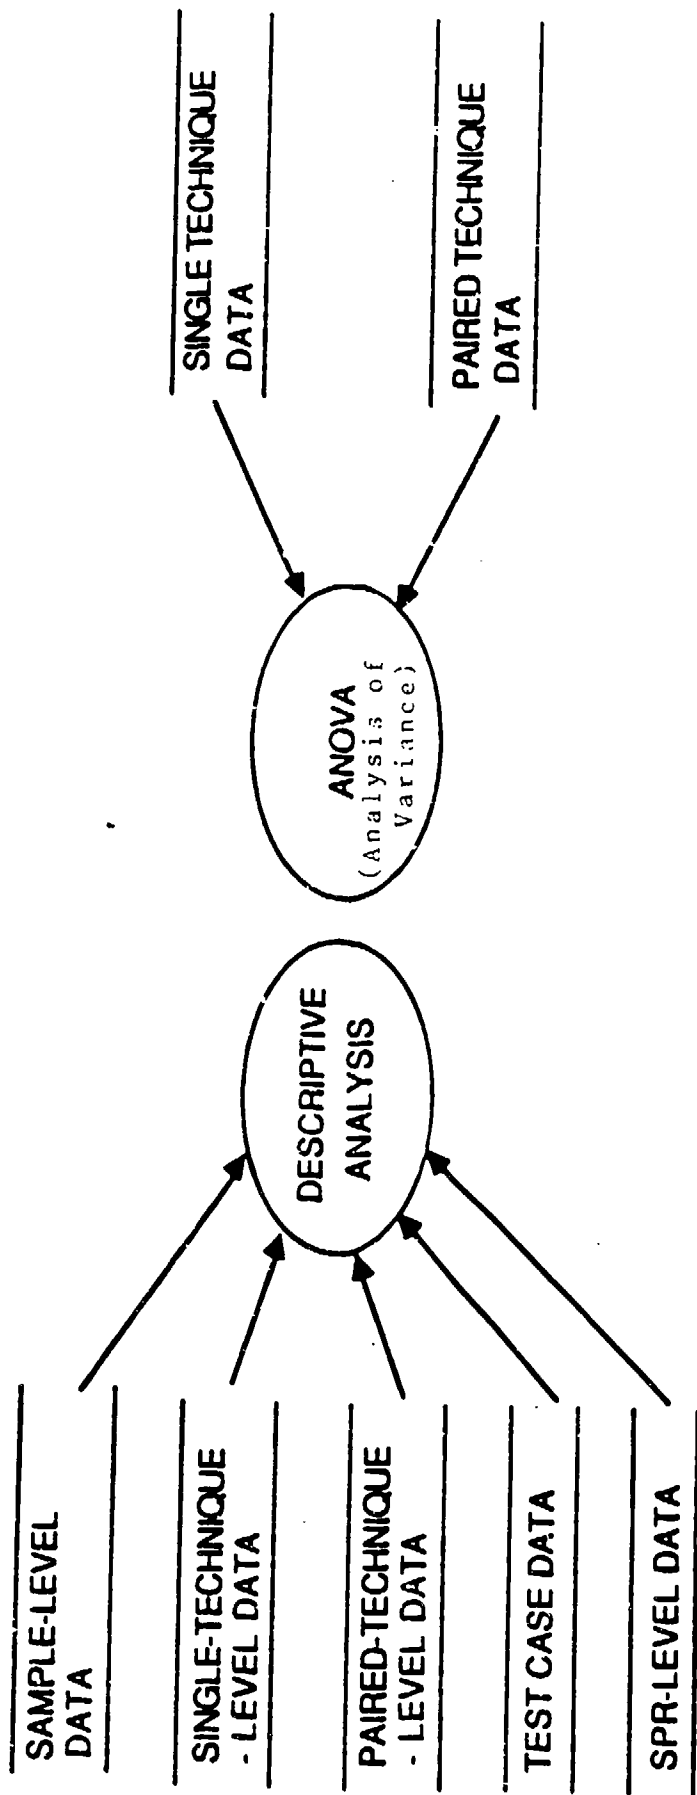 SAMPLE-LEVEL
DATA
SINGLE-TECHNIQUE
- LEVEL DATA
PAIRED-TECHNIQUE
- LEVEL DATA
TEST CASE DATA
SPR-LEVEL DATA
DESCRIPTIVE
ANALYSIS
ANOVA
(Analysis of
Variance)
SINGLE TECHNIQUE
DATA
PAIRED TECHNIQUE
DATA